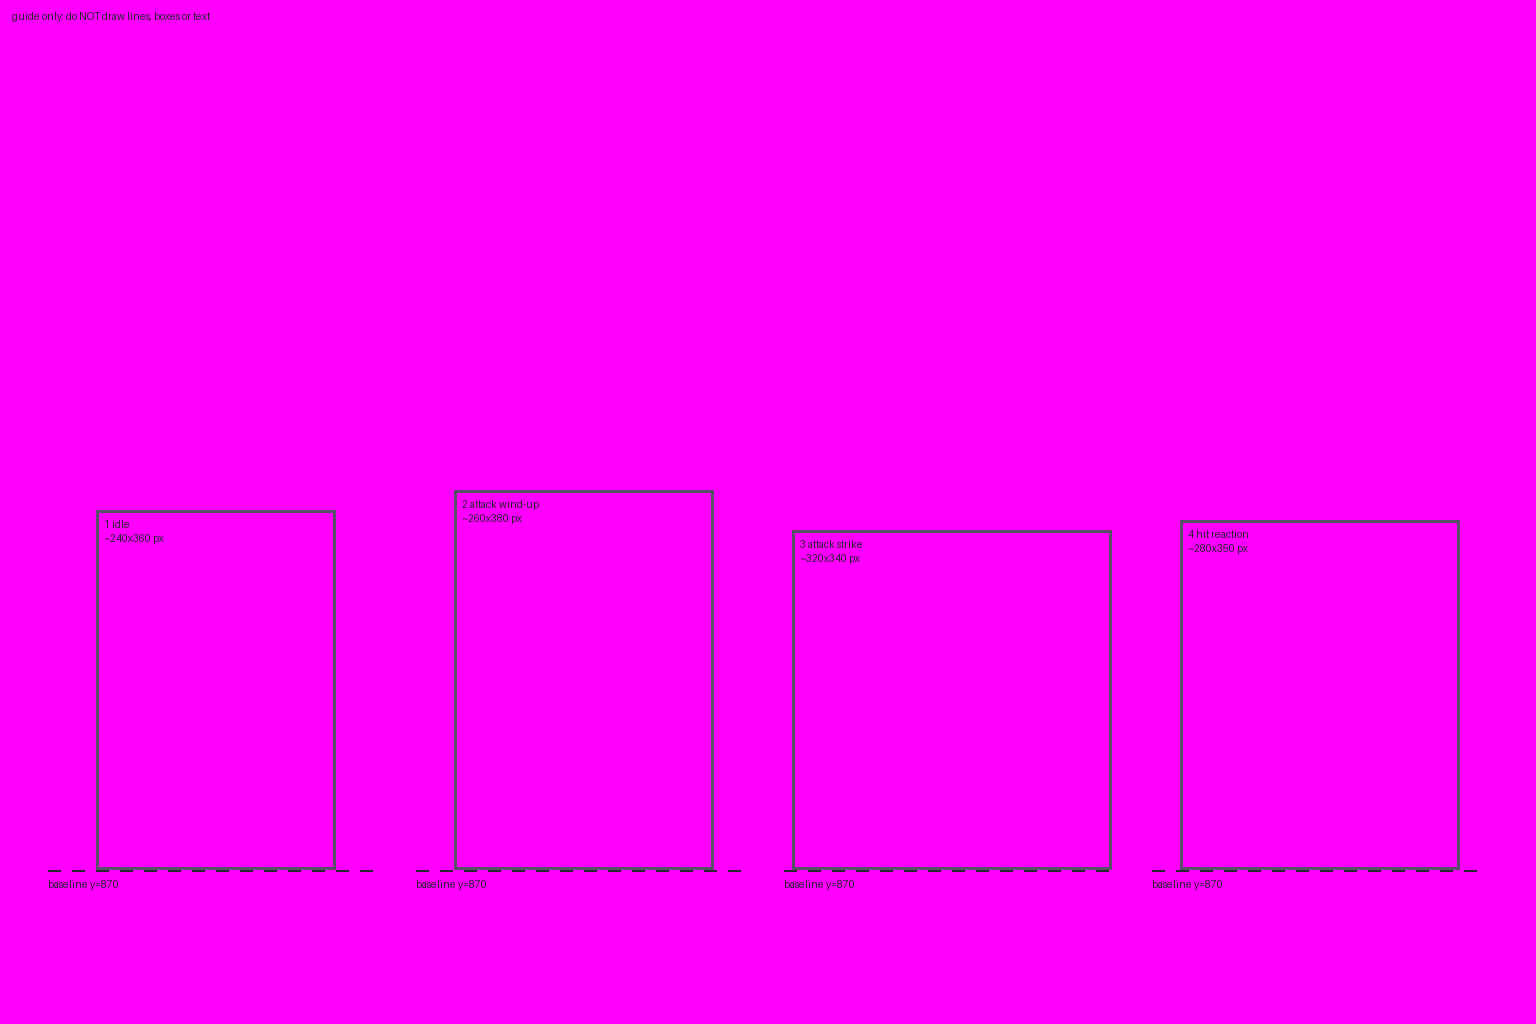 guide only: do NOT draw lines, boxes or text
1 idle
~240x360 px
2 attack wind-up
~260x380 px
3 attack strike
~320x340 px
4 hit reaction
~280x350 px
baseline y=870
baseline y=870
baseline y=870
baseline y=870